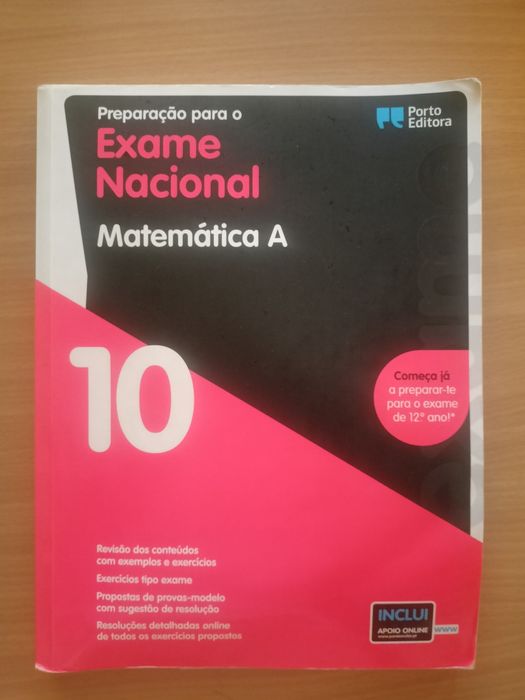 Preparação para o
Exame
Nacional
Matemática A
Porto
Editora
exame
10
Começa já
a preparar-te
para o exame
de 12º ano!*
Revisão dos conteúdos
com exemplos e exercícios
Exercícios tipo exame
Propostas de provas-modelo
com sugestão de resolução
Resoluções detalhadas online
de todos os exercícios propostos
INCLUI
APOIO ONLINE
www